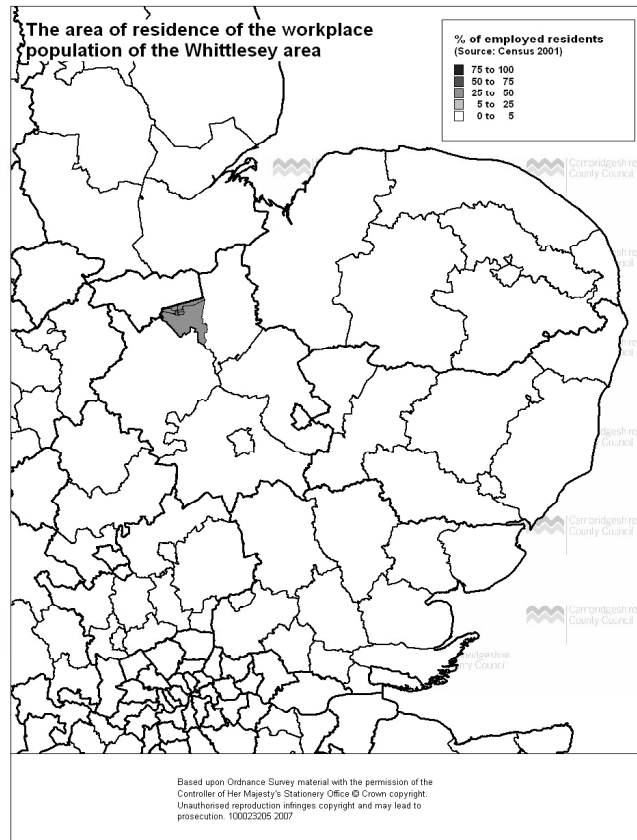 The area of residence of the workplace
population of the Whittlesey area
% of employed residents
(Source: Census 2001)
75 to 100
50 to 75
25 to 50
5 to 25
0 to 5
Cambridgeshire
County Council
Cambridgeshire
County Council
Cambridgeshire
County Council
Based upon Ordnance Survey material with the permission of the
Controller of Her Majesty's Stationery Office © Crown copyright.
Unauthorised reproduction infringes copyright and may lead to
prosecution. 100023205 2007